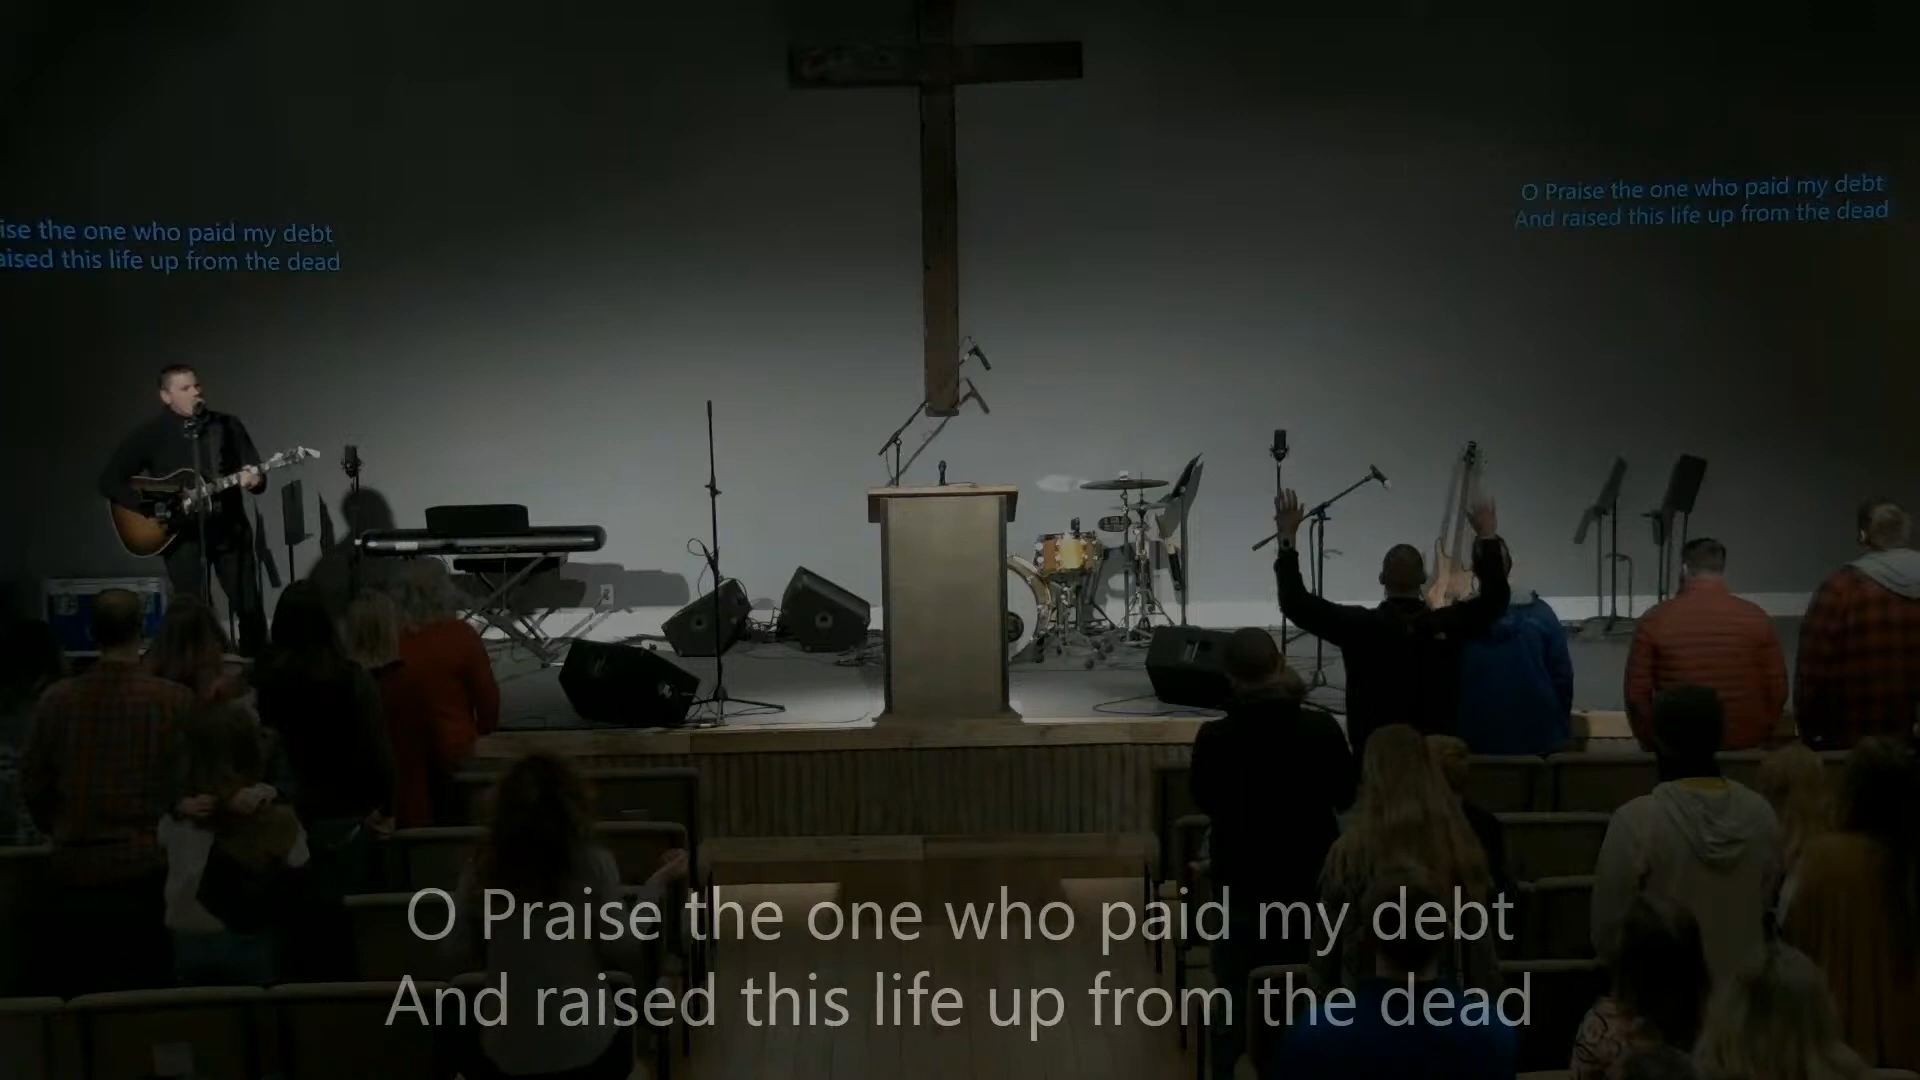 ise the one who paid my debt
aised this life up from the dead
O Praise the one who paid my debt
And raised this life up from the dead
O Praise the one who paid my debt
And raised this life up from the dead